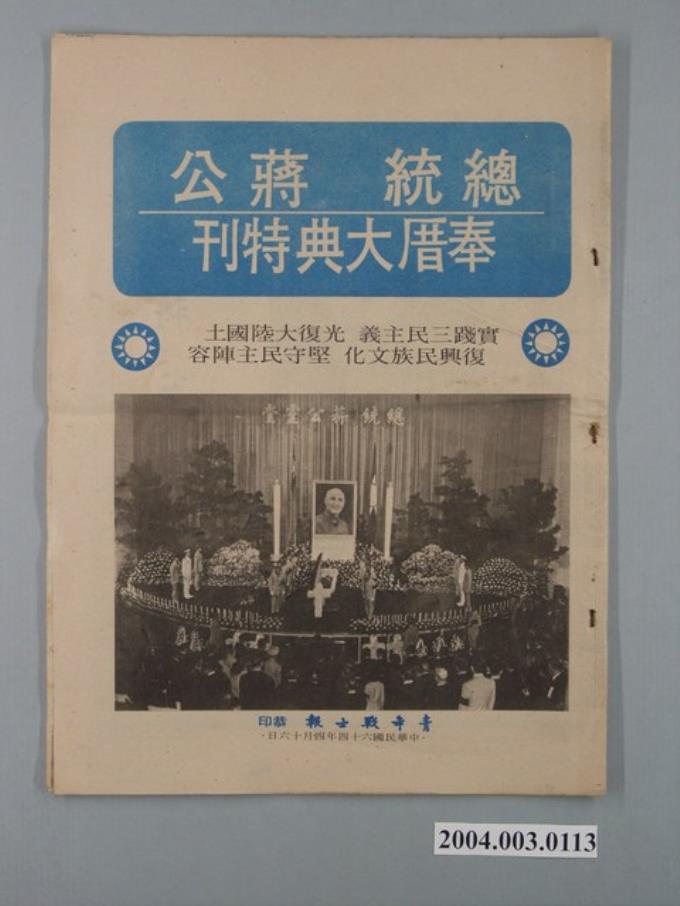 總統 蔣公
奉厝大典特刊
實踐三民主義 光復大陸國土
復興民族文化 堅守民主陣容
總統蔣公靈堂
青年戰士報 恭印
·中華民國六十四年四月十六日·
2004.003.0113